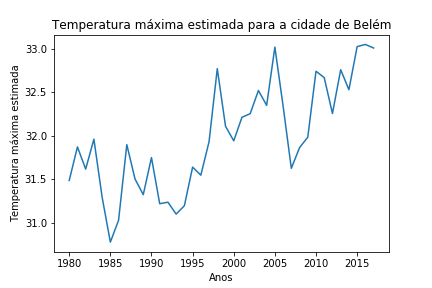 Temperatura máxima estimada para a cidade de Belém
Temperatura máxima estimada
33.0
32.5
32.0
31.5
31.0
1980 1985 1990 1995 2000 2005 2010 2015
Anos